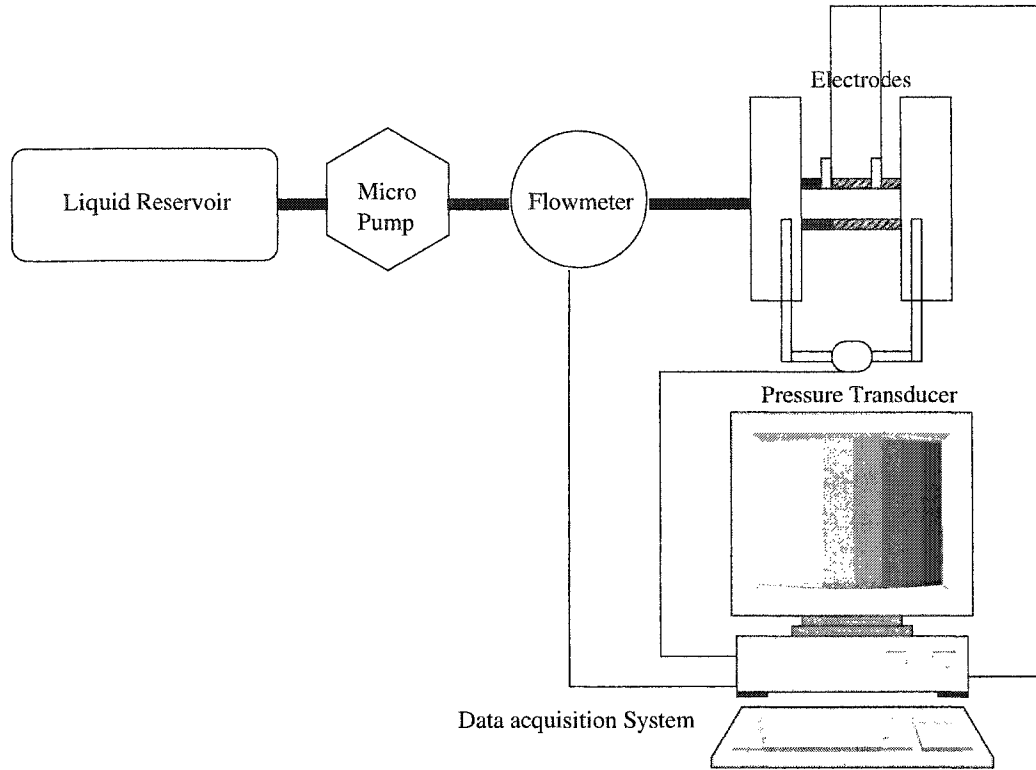 Electrodes
Liquid Reservoir
Micro
Pump
Flowmeter
Pressure Transducer
Data acquisition System